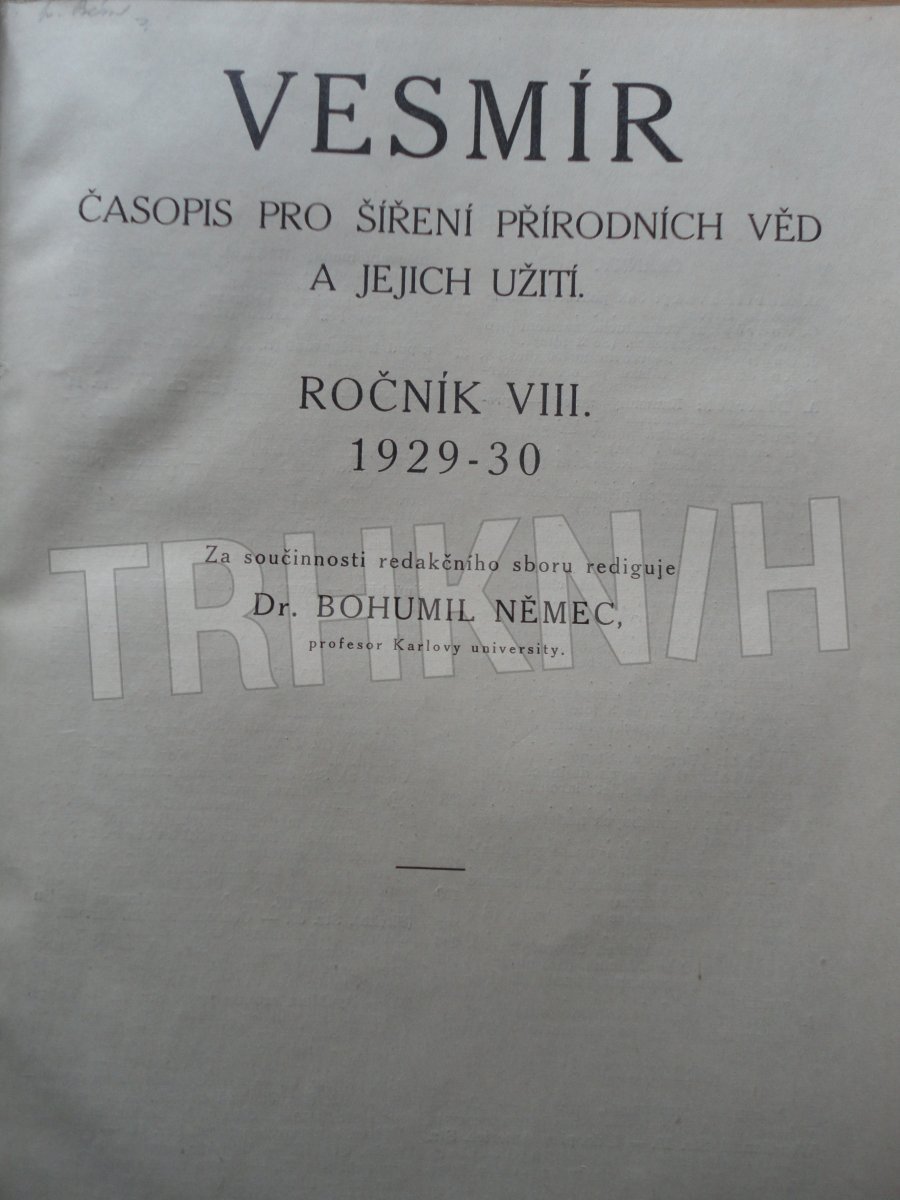 VESMÍR
ČASOPIS PRO ŠÍŘENÍ PŘÍRODNÍCH VĚD
A JEJICH UŽITÍ.
ROČNÍK VIII.
1929-30
TRHKNIH
Za součinnosti redakčního sboru rediguje
Dr. BOHUMIL NĚMEC,
profesor Karlovy university.